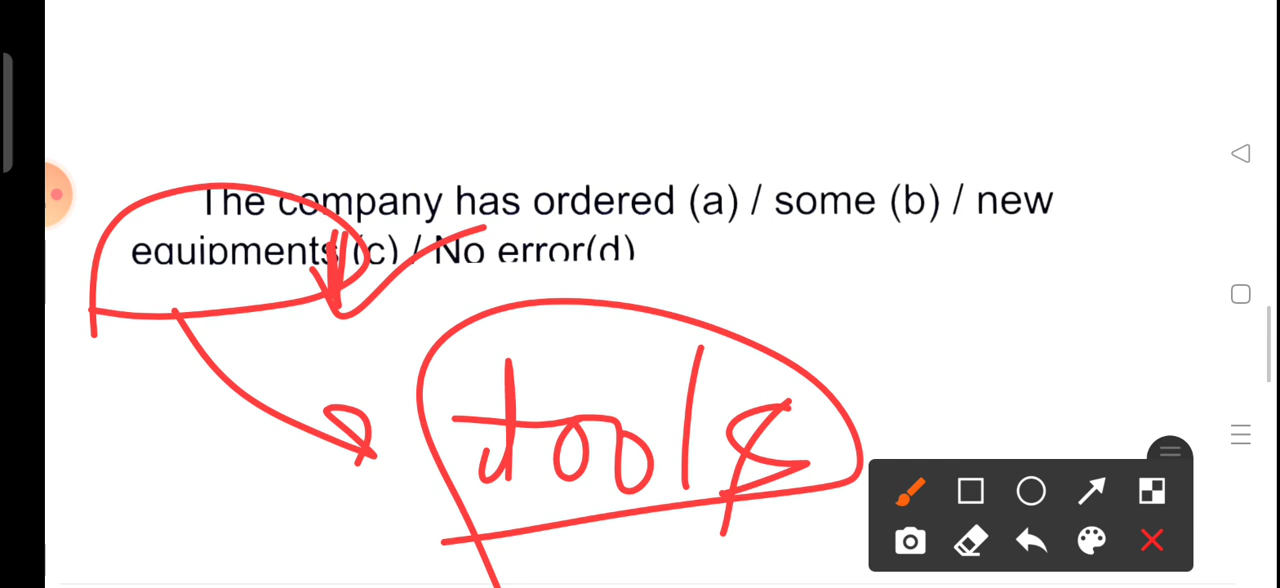 The company has ordered (a) / some (b) / new
equipments (c) / No error(d)
tools